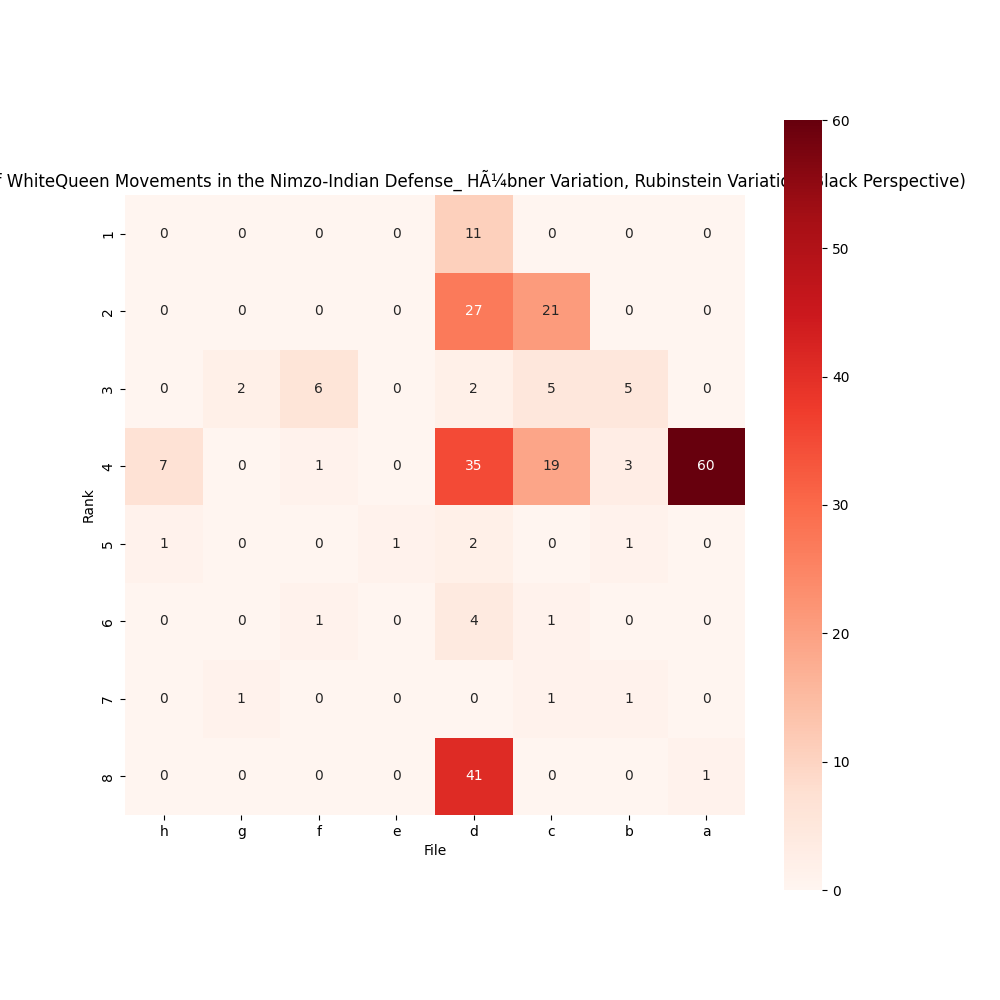 WhiteQueen Movements in the Nimzo-Indian Defense_ HÃ¼bner Variation, Rubinstein Perspective)
60
1 0 0 0 0 11 0 0 0
50
2 0 0 0 0 27 21 0 0
3 0 2 6 0 2 5 5 0
40
4 7 0 1 0 35 19 3 60
Rank
30
5 1 0 0 1 2 0 1 0
6 0 0 1 0 4 1 0 0
20
7 0 1 0 0 0 1 1 0
10
8 0 0 0 0 41 0 0 1
h g f e d c b a
File
0